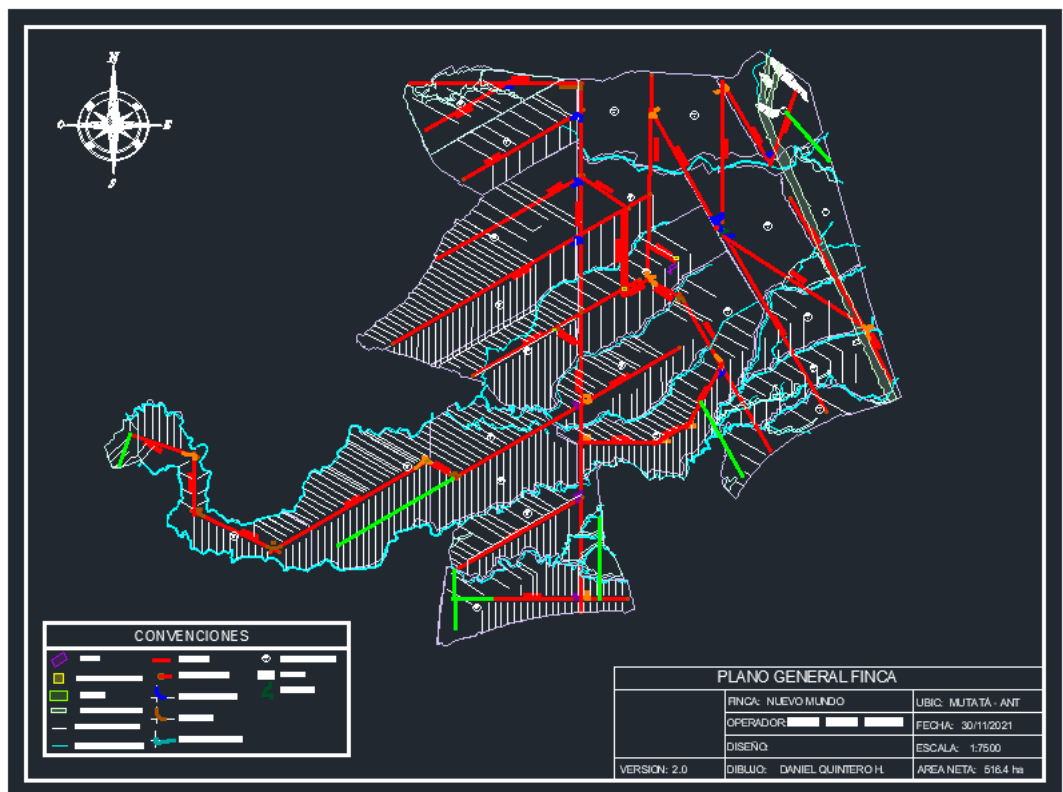 N
O E
S
CONVENCIONES
PLANO GENERAL FINCA
FINCA: NUEVO MUNDO
UBIC: MUTATÁ - ANT
OPERADOR:
FECHA: 30/11/2021
DISEÑO:
ESCALA: 1:7500
VERSION: 2.0
DIBUJO: DANIEL QUINTERO H.
AREA NETA: 516.4 ha